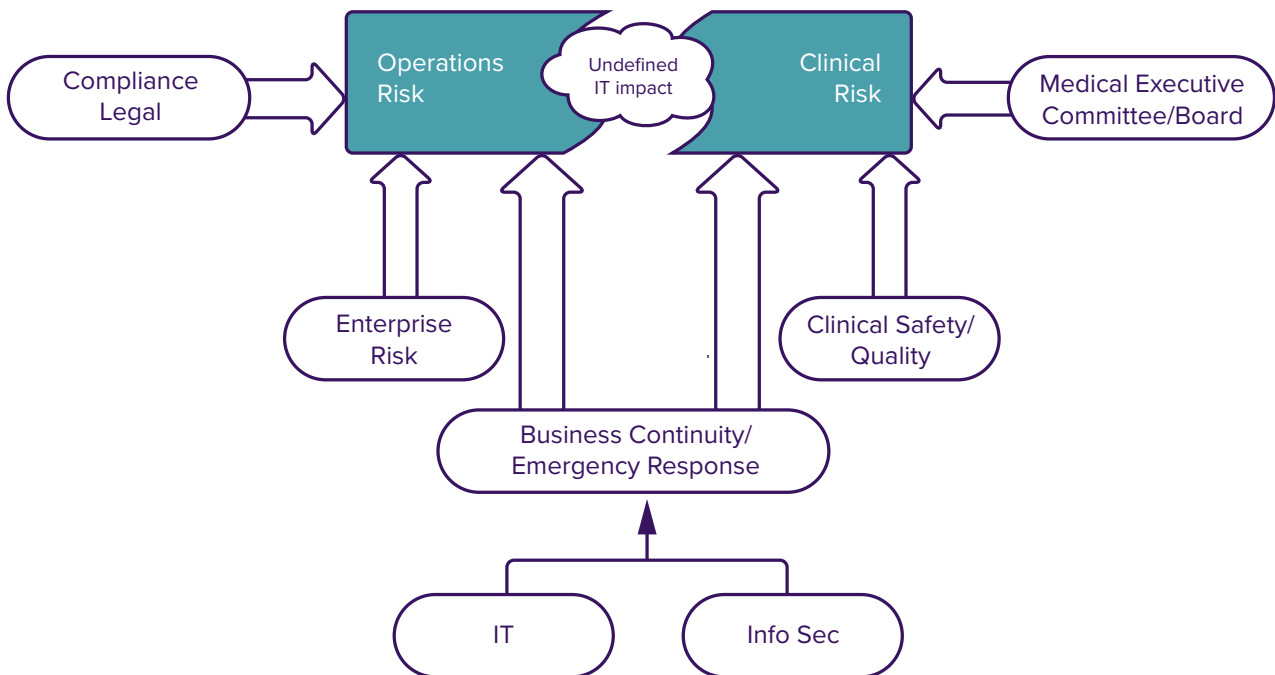 Operations
Risk
Undefined
IT impact
Clinical
Risk
Compliance
Legal
Medical Executive
Committee/Board
Enterprise
Risk
Clinical Safety/
Quality
Business Continuity/
Emergency Response
IT
Info Sec